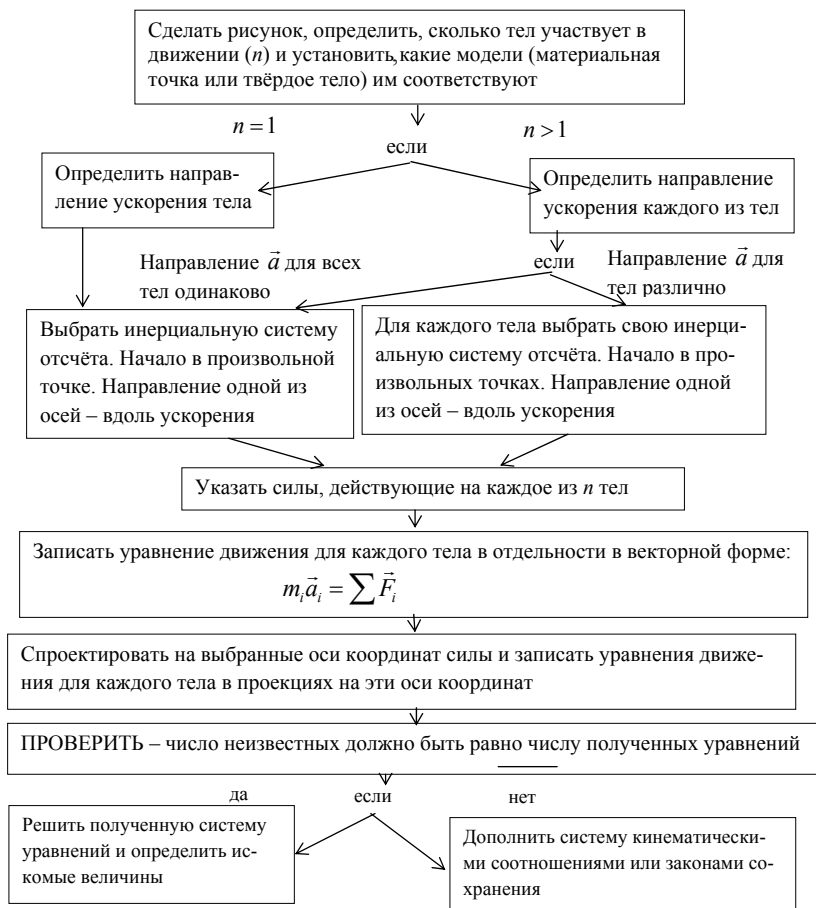 Сделать рисунок, определить, сколько тел участвует в
движении (n) и установить, какие модели (материальная
точка или твёрдое тело) им соответствуют
n = 1
если
n > 1
Определить направ-
ление ускорения тела
Определить направление
ускорения каждого из тел
если
Направление a⃗ для всех
тел одинаково
Направление a⃗ для
тел различно
Выбрать инерциальную систему
отсчёта. Начало в произвольной
точке. Направление одной из
осей – вдоль ускорения
Для каждого тела выбрать свою инерци-
альную систему отсчёта. Начало в про-
извольных точках. Направление одной
из осей – вдоль ускорения
Указать силы, действующие на каждое из n тел
Записать уравнение движения для каждого тела в отдельности в векторной форме:
mᵢa⃗ᵢ = ∑F⃗ᵢ
Спроектировать на выбранные оси координат силы и записать уравнения движе-
ния для каждого тела в проекциях на эти оси координат
ПРОВЕРИТЬ – число неизвестных должно быть равно числу полученных уравнений
да
если
нет
Решить полученную систему
уравнений и определить ис-
комые величины
Дополнить систему кинематически-
ми соотношениями или законами со-
хранения